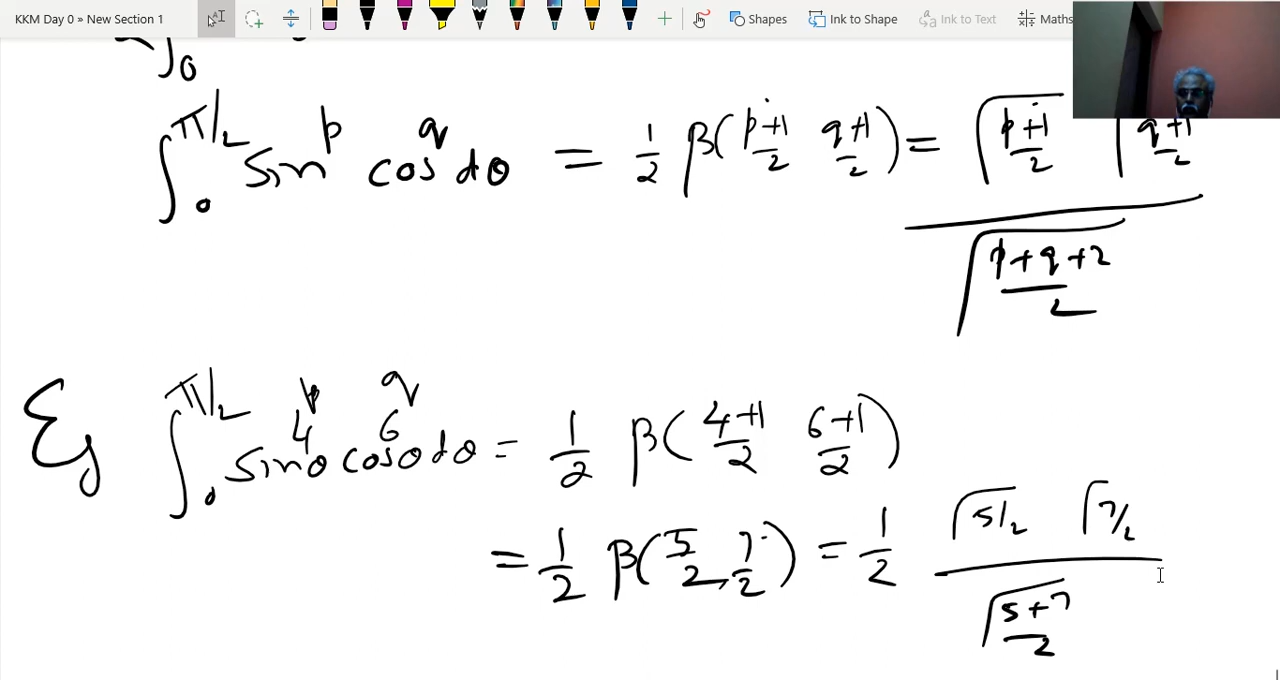 KKM Day 0 » New Section 1 Shapes Ink to Shape Ink to Text Maths
∫₀
∫₀^π/2 sin^p cos^q dθ = 1/2 β(p+1/2 q+1/2) = Γ(p+1/2) Γ(q+1/2) / Γ(p+q+2/2)
p q
Eg ∫₀^π/2 sin⁴θ cos⁶θ dθ = 1/2 β(4+1/2 6+1/2)
= 1/2 β(5/2, 7/2) = 1/2 Γ5/2 Γ7/2 / Γ(5+7/2)